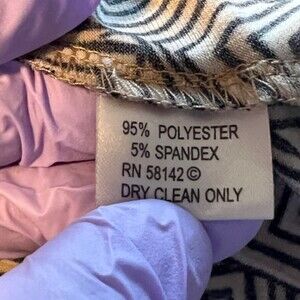 95% POLYESTER
5% SPANDEX
RN 58142 ©
DRY CLEAN ONLY